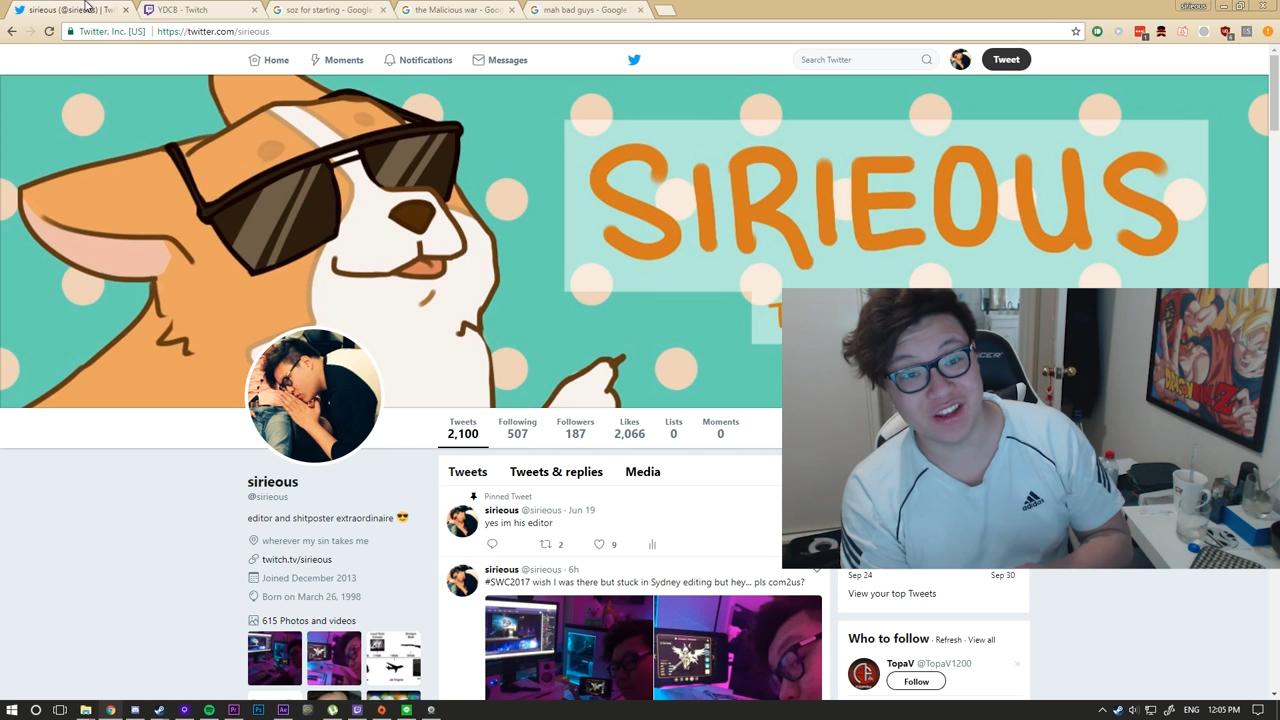 sirieous (@sirieous) | Twi
YDCB - Twitch
soz for starting - Google
the Malicious war - Goog
mah bad guys - Google
sirieous
Twitter, Inc. [US]
https://twitter.com/sirieous
Home
Moments
Notifications
Messages
Search Twitter
Tweet
SIRIEOUS
DRAGONBALL Z
RACER
adidas
Tweets
Following
Followers
Likes
Lists
Moments
2,100
507
187
2,066
0
0
Tweets
Tweets & replies
Media
sirieous
@sirieous
editor and shitposter extraordinaire 😎
wherever my sin takes me
twitch.tv/sirieous
Joined December 2013
Born on March 26, 1998
615 Photos and videos
Pinned Tweet
sirieous @sirieous · Jun 19
yes im his editor
2
9
sirieous @sirieous · 6h
#SWC2017 wish I was there but stuck in Sydney editing but hey... pls com2us?
Sep 24
Sep 30
View your top Tweets
Who to follow · Refresh · View all
TopaV @TopaV1200
Follow
ENG
12:05 PM